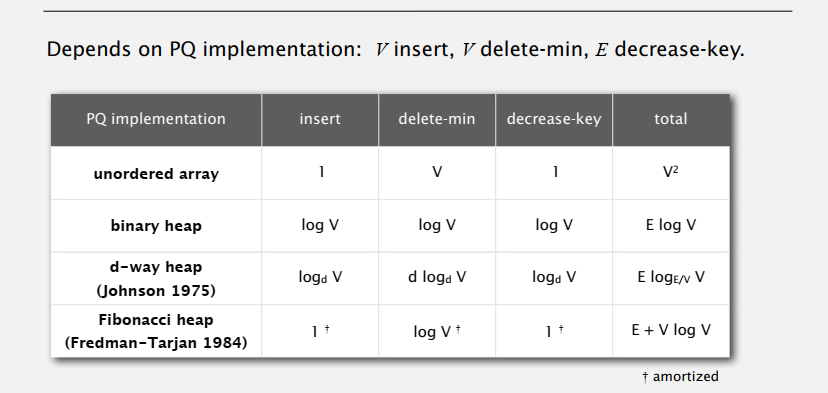 Depends on PQ implementation: V insert, V delete-min, E decrease-key.
PQ implementation insert delete-min decrease-key total
unordered array 1 V 1 V²
binary heap log V log V log V E log V
d-way heap
(Johnson 1975) log_d V d log_d V log_d V E log_E/V V
Fibonacci heap
(Fredman-Tarjan 1984) 1 † log V † 1 † E + V log V
† amortized